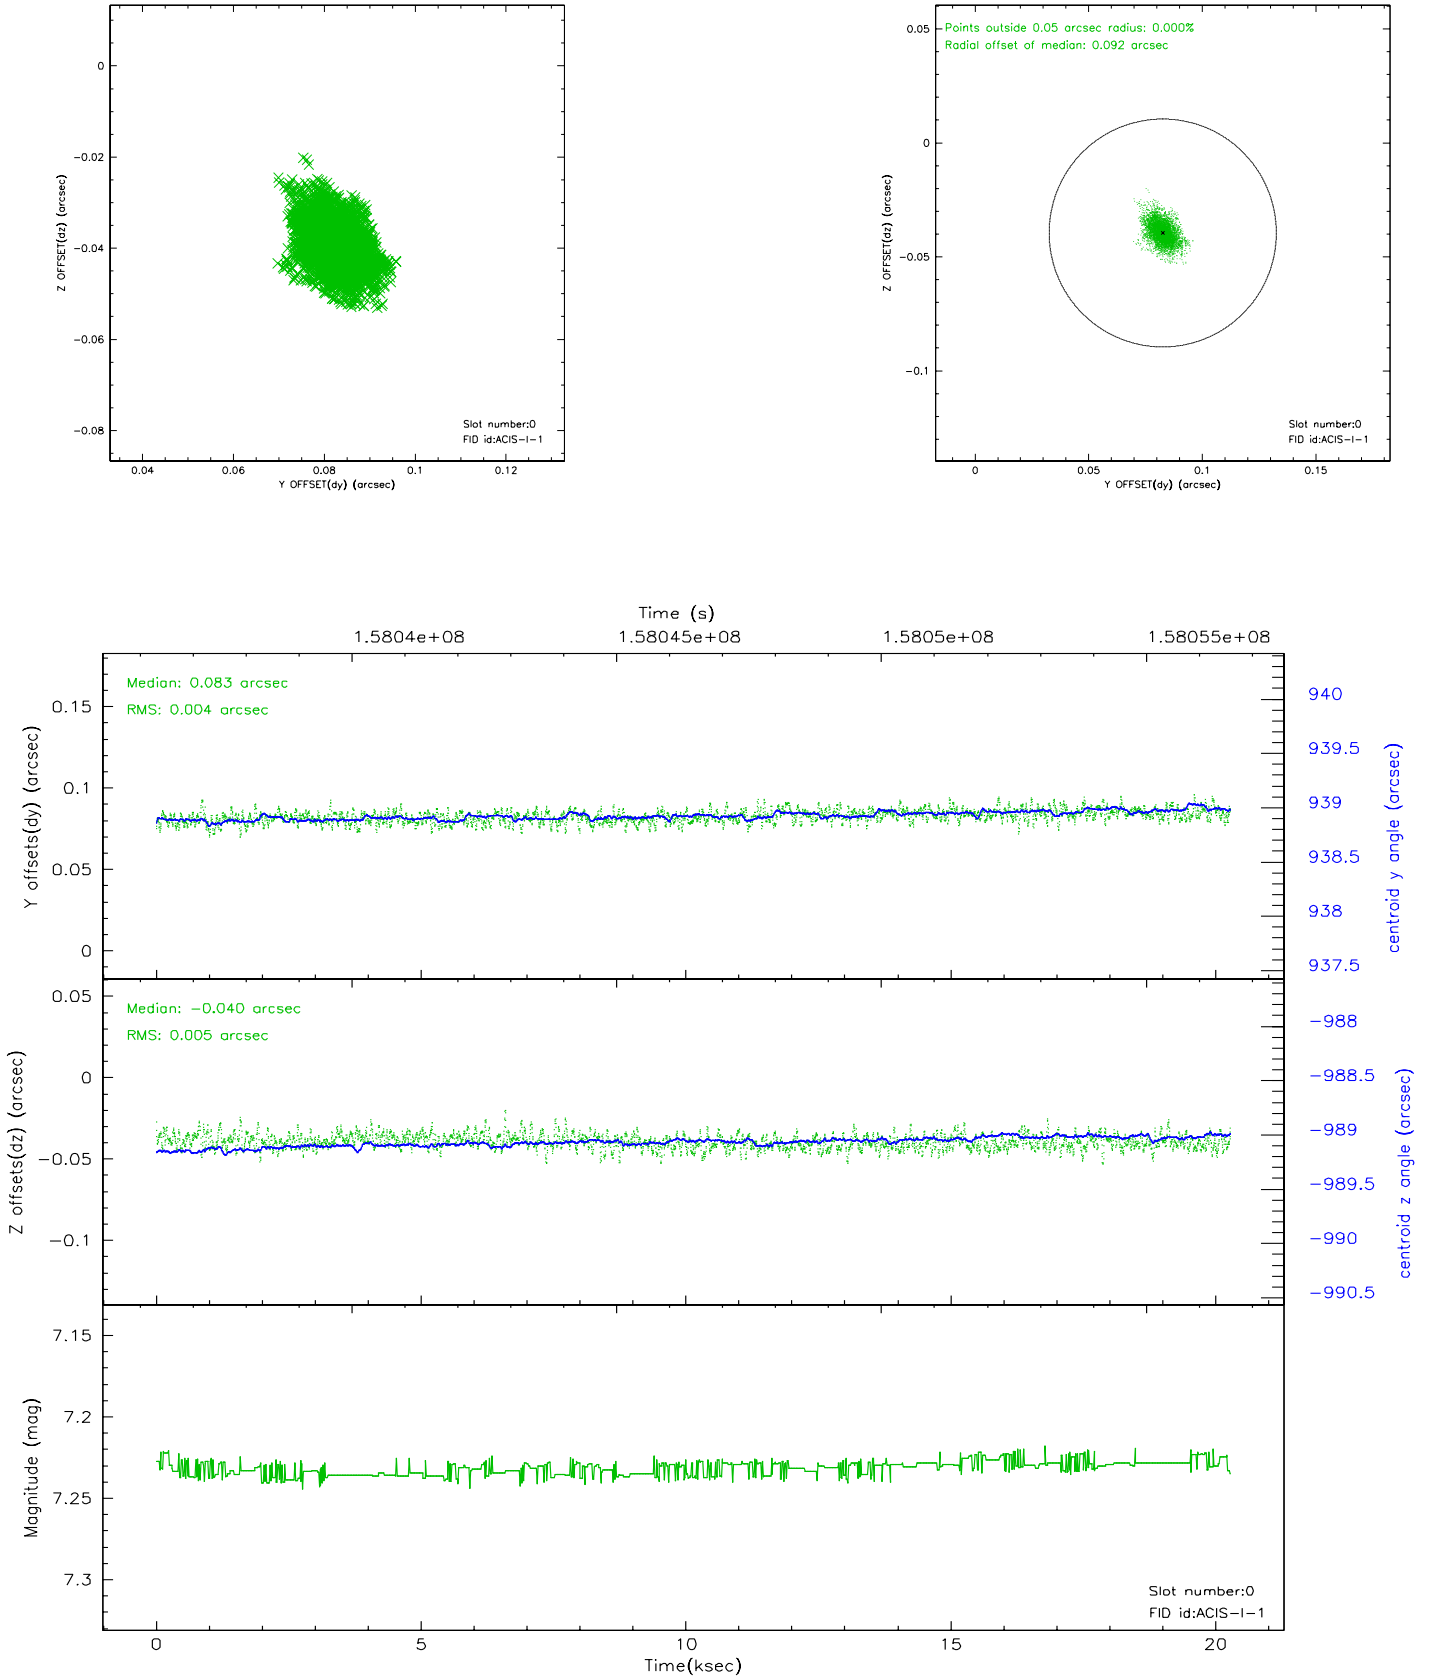 0
−0.02
−0.04
−0.06
−0.08
Z OFFSET(dz) (arcsec)
Slot number:0
FID id:ACIS−I−1
0.04 0.06 0.08 0.1 0.12
Y OFFSET(dy) (arcsec)
Points outside 0.05 arcsec radius: 0.000%
Radial offset of median: 0.092 arcsec
0.05
0
−0.05
−0.1
Z OFFSET(dz) (arcsec)
Slot number:0
FID id:ACIS−I−1
0 0.05 0.1 0.15
Y OFFSET(dy) (arcsec)
Time (s)
1.5804e+08 1.58045e+08 1.5805e+08 1.58055e+08
Median: 0.083 arcsec
RMS: 0.004 arcsec
0.15
0.1
0.05
0
Y offsets(dy) (arcsec)
940
939.5
939
938.5
938
937.5
centroid y angle (arcsec)
Median: −0.040 arcsec
RMS: 0.005 arcsec
0.05
0
−0.05
−0.1
Z offsets(dz) (arcsec)
−988
−988.5
−989
−989.5
−990
−990.5
centroid z angle (arcsec)
7.15
7.2
7.25
7.3
Magnitude (mag)
Slot number:0
FID id:ACIS−I−1
0 5 10 15 20
Time(ksec)